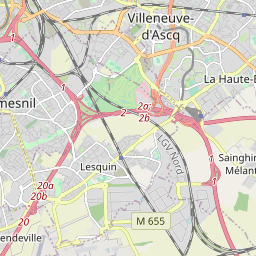 Villeneuve-
d'Ascq
1
1
La Haute-B
mesnil
2a;
2
2b
LGV Nord
Lesquin
1
Sainghin
Mélant
20a
20b
M 655
20
endeville